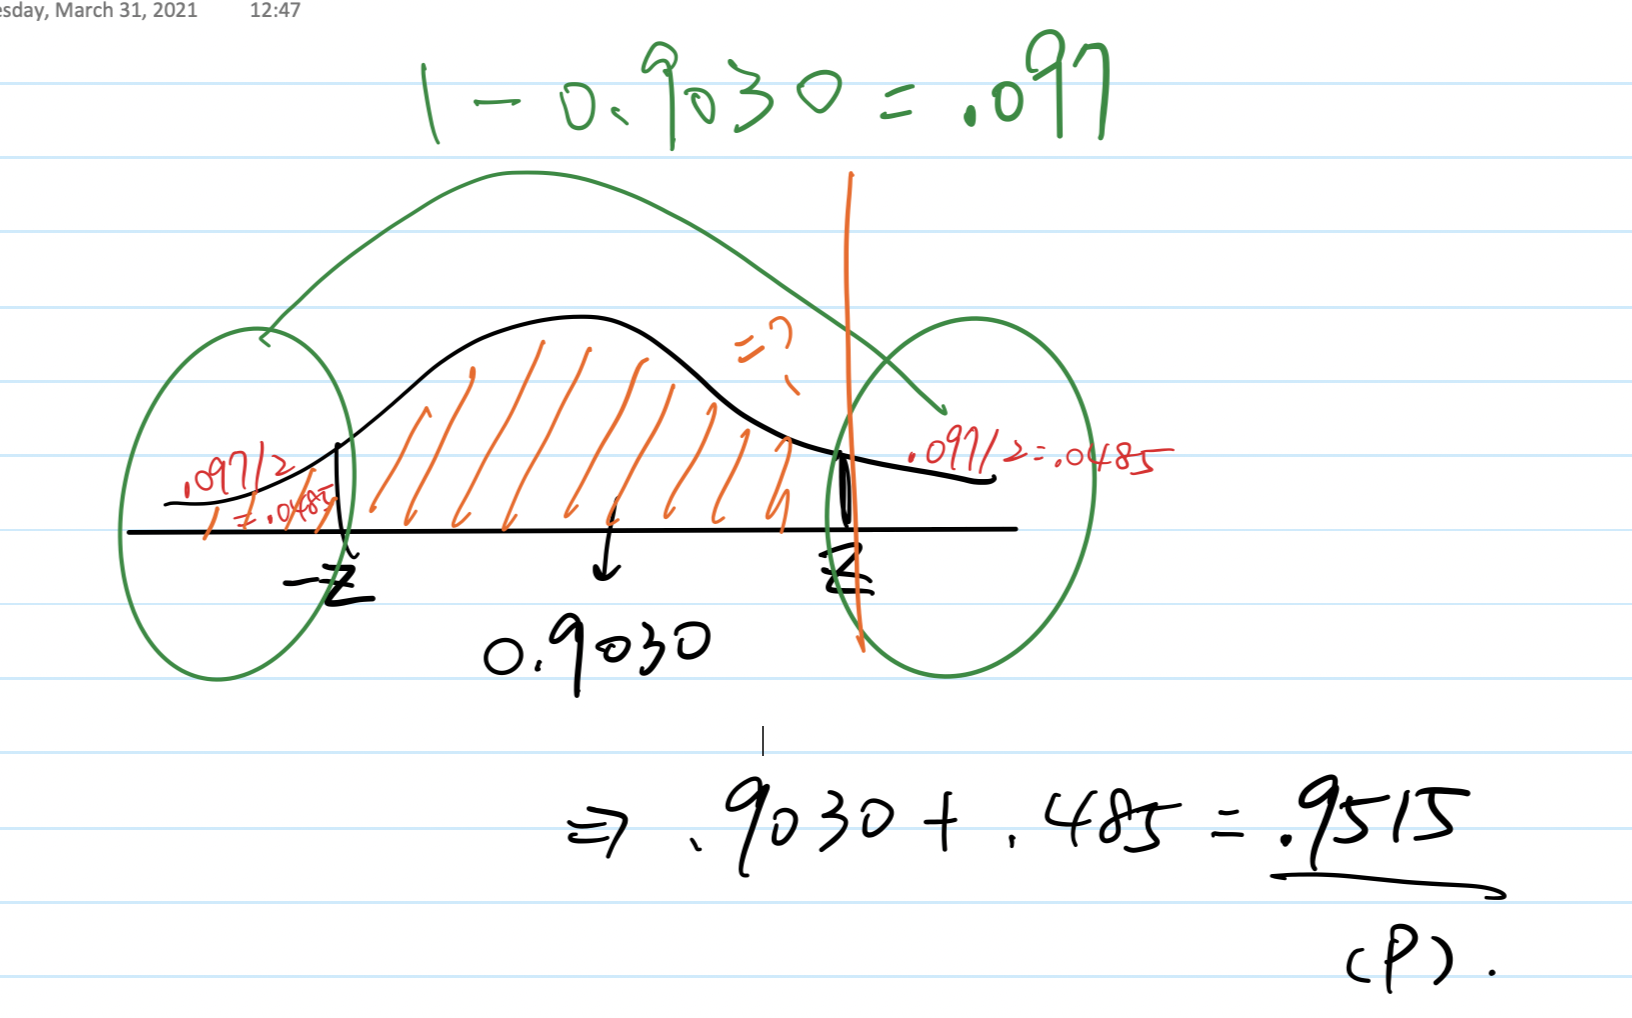 esday, March 31, 2021 12:47
1 - 0.9030 = .097
= ?
.097/2 = .0485
.097/2 = .0485
-Z Z
0.9030
⇒ .9030 + .485 = .9515
(P).